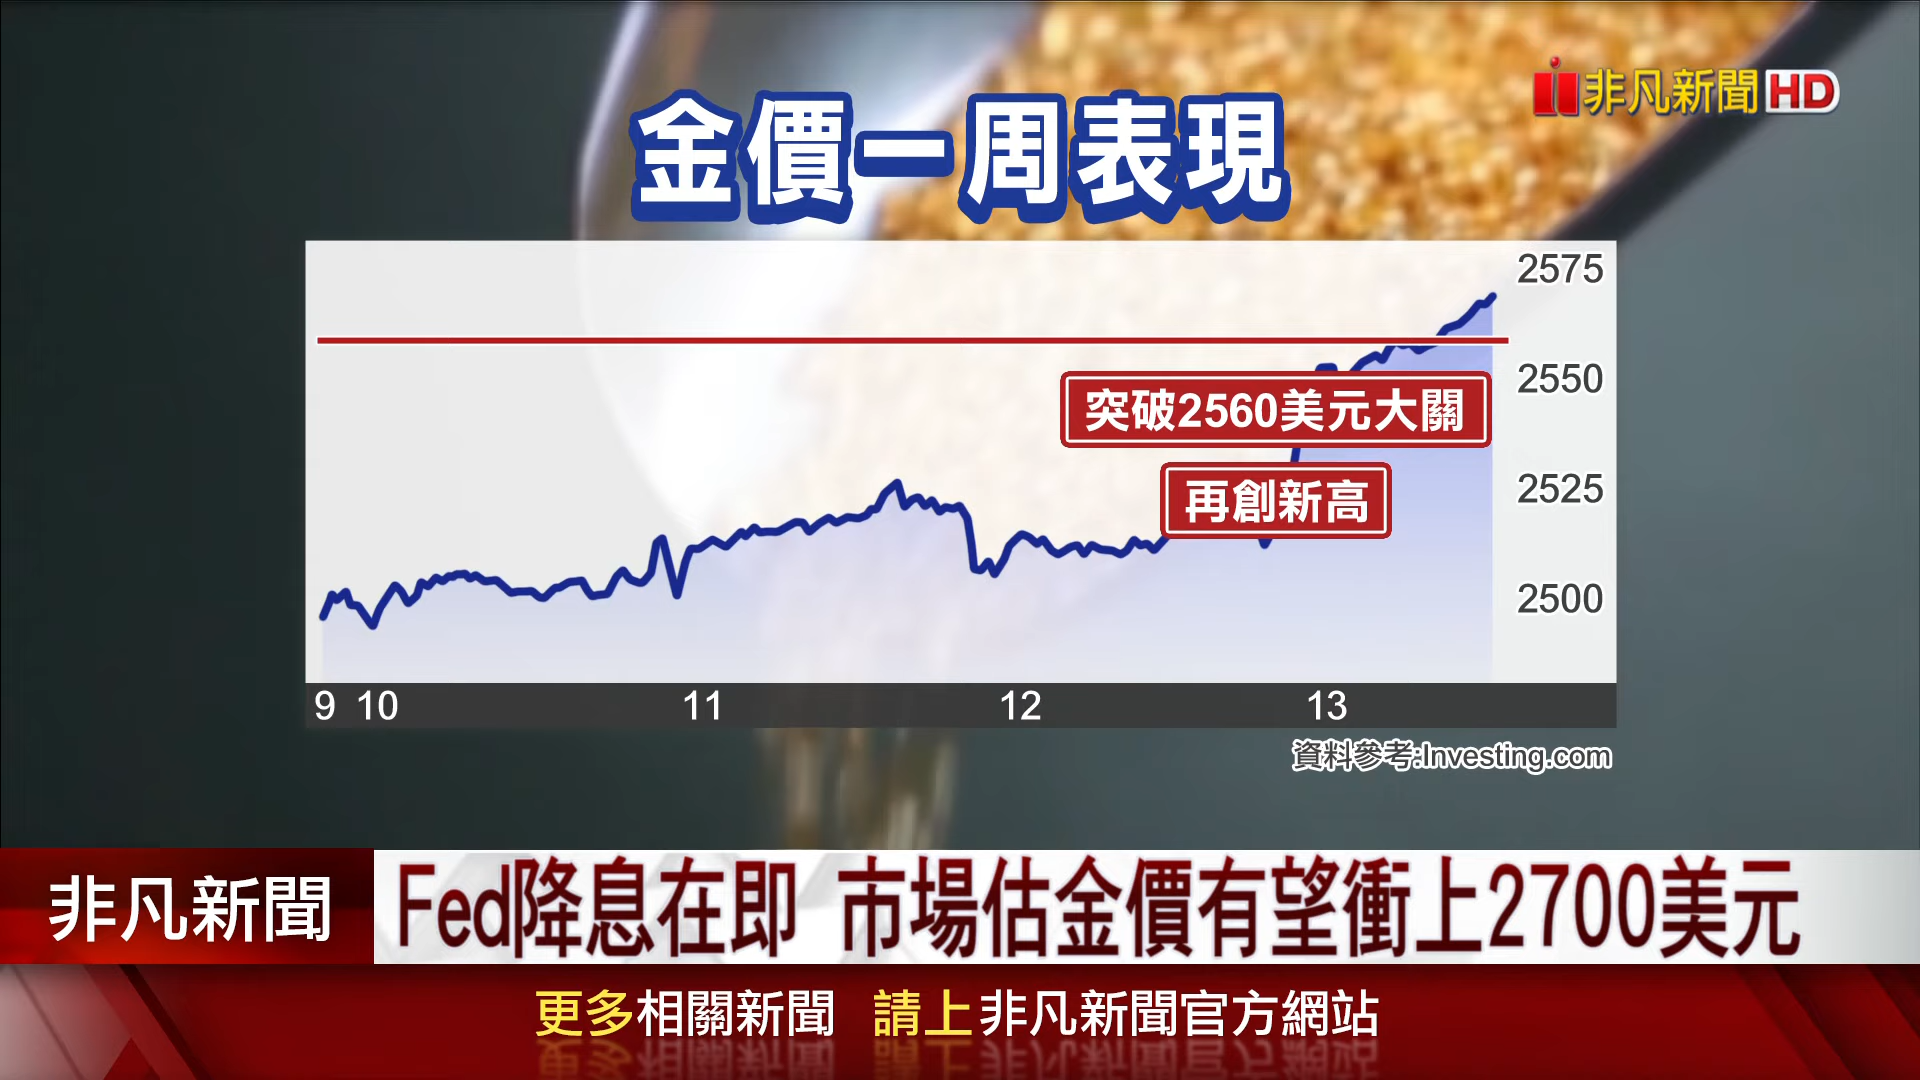 非凡新聞HD
金價一周表現
2575
2550
2525
2500
突破2560美元大關
再創新高
9 10 11 12 13
資料參考:Investing.com
非凡新聞
Fed降息在即 市場估金價有望衝上2700美元
更多相關新聞 請上非凡新聞官方網站